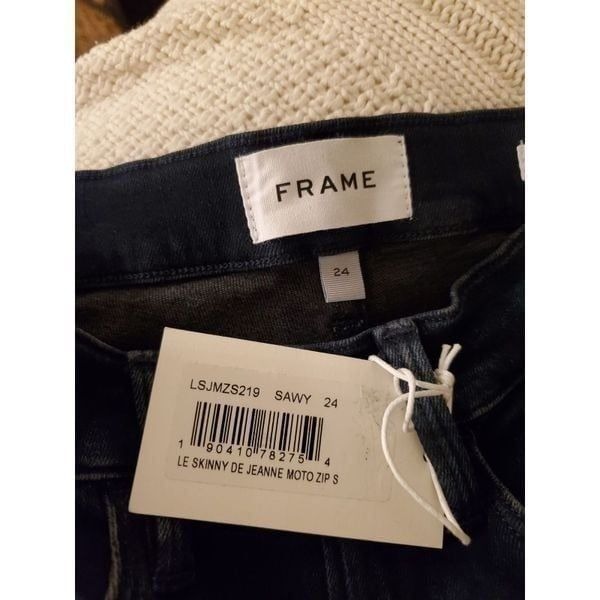 FRAME
24
LSJMZS219 SAWY 24
1 90410 78275 4
LE SKINNY DE JEANNE MOTO ZIP S